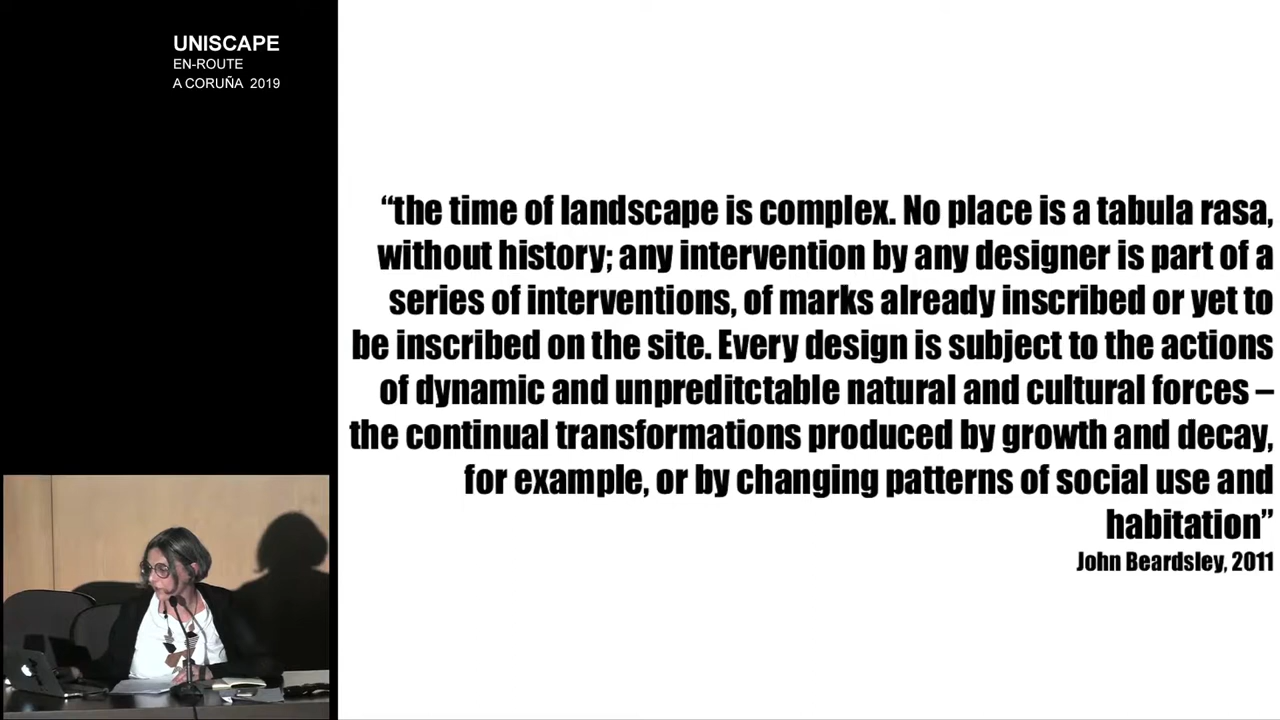 UNISCAPE
EN-ROUTE
A CORUÑA 2019
“the time of landscape is complex. No place is a tabula rasa,
without history; any intervention by any designer is part of a
series of interventions, of marks already inscribed or yet to
be inscribed on the site. Every design is subject to the actions
of dynamic and unpreditctable natural and cultural forces –
the continual transformations produced by growth and decay,
for example, or by changing patterns of social use and
habitation”
John Beardsley, 2011